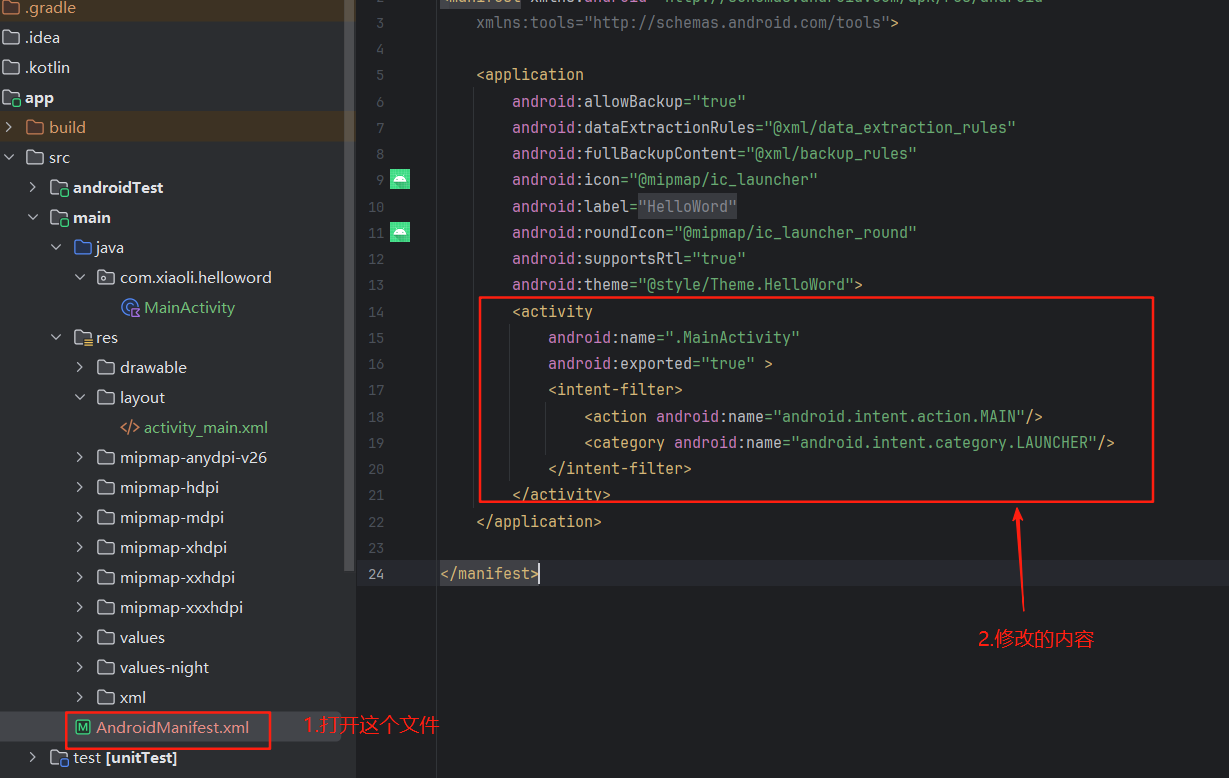 .gradle
.idea
.kotlin
app
build
src
androidTest
main
java
com.xiaoli.helloword
MainActivity
res
drawable
layout
activity_main.xml
mipmap-anydpi-v26
mipmap-hdpi
mipmap-mdpi
mipmap-xhdpi
mipmap-xxhdpi
mipmap-xxxhdpi
values
values-night
xml
AndroidManifest.xml
1.打开这个文件
test [unitTest]
3 xmlns:tools="http://schemas.android.com/tools">
4
5 <application
6 android:allowBackup="true"
7 android:dataExtractionRules="@xml/data_extraction_rules"
8 android:fullBackupContent="@xml/backup_rules"
9 android:icon="@mipmap/ic_launcher"
10 android:label="HelloWord"
11 android:roundIcon="@mipmap/ic_launcher_round"
12 android:supportsRtl="true"
13 android:theme="@style/Theme.HelloWord">
14 <activity
15 android:name=".MainActivity"
16 android:exported="true" >
17 <intent-filter>
18 <action android:name="android.intent.action.MAIN"/>
19 <category android:name="android.intent.category.LAUNCHER"/>
20 </intent-filter>
21 </activity>
22 </application>
23
24 </manifest>
2.修改的内容